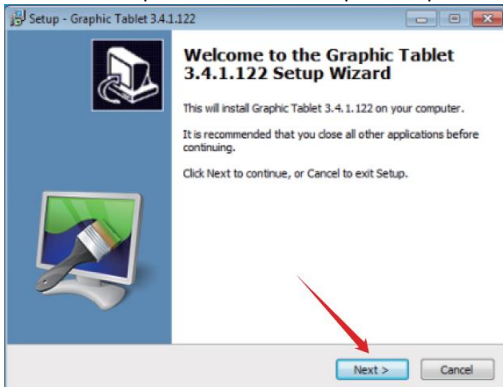 Setup - Graphic Tablet 3.4.1.122
Welcome to the Graphic Tablet
3.4.1.122 Setup Wizard
This will install Graphic Tablet 3.4.1.122 on your computer.
It is recommended that you close all other applications before
continuing.
Click Next to continue, or Cancel to exit Setup.
Next >
Cancel